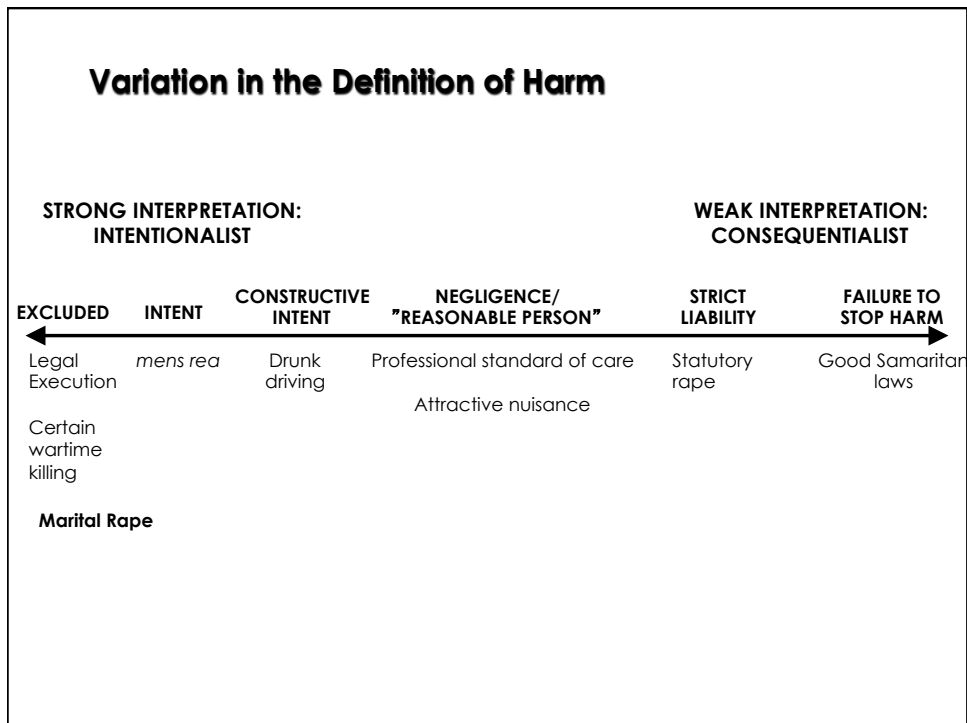 Variation in the Definition of Harm
STRONG INTERPRETATION:
INTENTIONALIST
WEAK INTERPRETATION:
CONSEQUENTIALIST
EXCLUDED
INTENT
CONSTRUCTIVE
INTENT
NEGLIGENCE/
”REASONABLE PERSON”
STRICT
LIABILITY
FAILURE TO
STOP HARM
Legal
Execution
mens rea
Drunk
driving
Professional standard of care
Attractive nuisance
Statutory
rape
Good Samaritan
laws
Certain
wartime
killing
Marital Rape